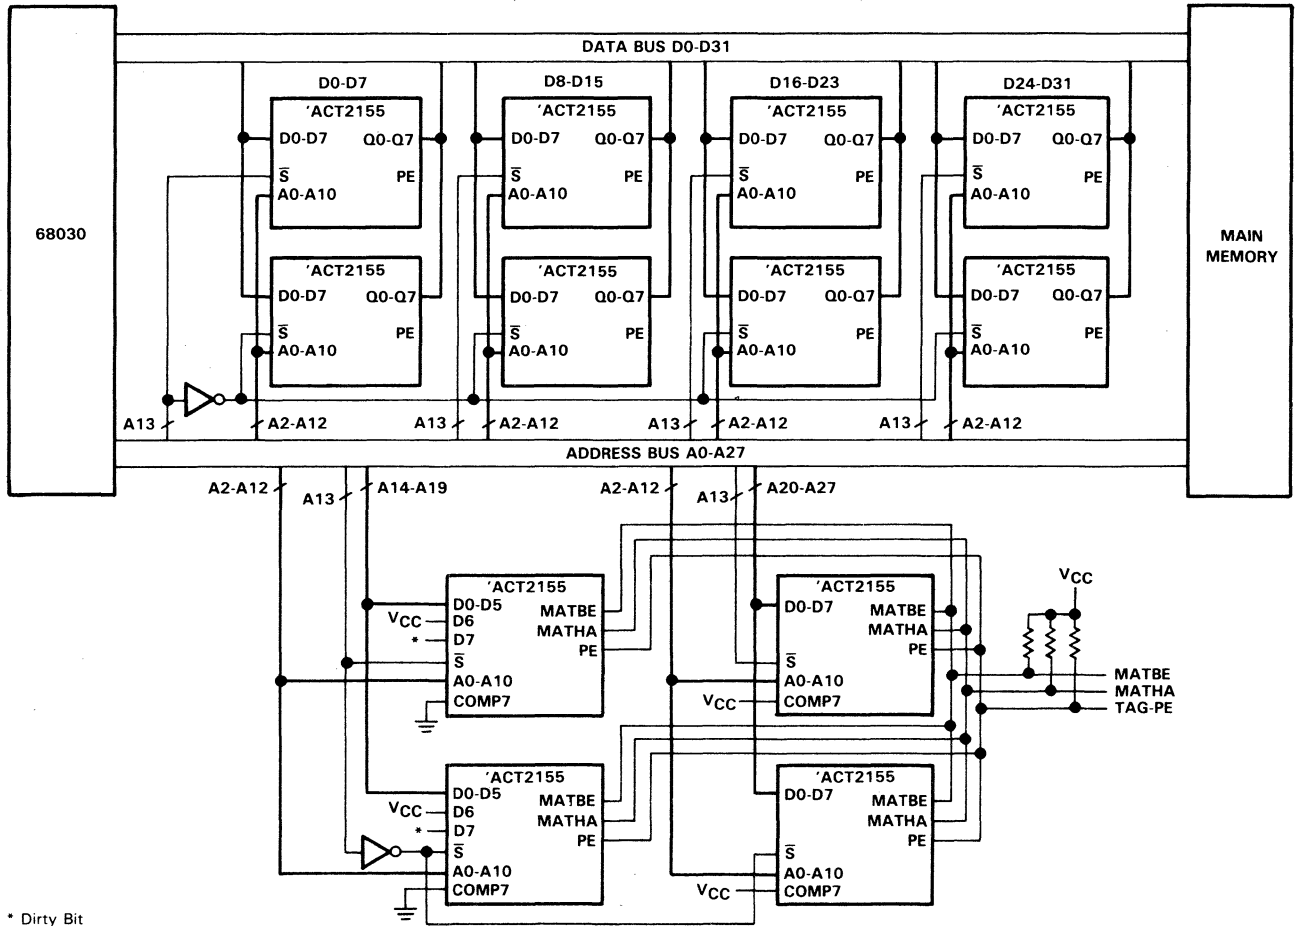 DATA BUS D0-D31
D0-D7
D8-D15
D16-D23
D24-D31
'ACT2155
D0-D7 Q0-Q7
S̅ PE
A0-A10
'ACT2155
D0-D7 Q0-Q7
S̅ PE
A0-A10
'ACT2155
D0-D7 Q0-Q7
S̅ PE
A0-A10
'ACT2155
D0-D7 Q0-Q7
S̅ PE
A0-A10
68030
MAIN
MEMORY
'ACT2155
D0-D7 Q0-Q7
S̅ PE
A0-A10
'ACT2155
D0-D7 Q0-Q7
S̅ PE
A0-A10
'ACT2155
D0-D7 Q0-Q7
S̅ PE
A0-A10
'ACT2155
D0-D7 Q0-Q7
S̅ PE
A0-A10
A13 A2-A12
A13 A2-A12
A13 A2-A12
A13 A2-A12
ADDRESS BUS A0-A27
A2-A12 A13 A14-A19
A2-A12 A13 A20-A27
'ACT2155
D0-D5 MATBE
VCC D6 MATHA
* D7 PE
S̅
A0-A10
COMP7
'ACT2155
D0-D7 MATBE
MATHA
PE
S̅
A0-A10
VCC COMP7
VCC
MATBE
MATHA
TAG-PE
'ACT2155
D0-D5 MATBE
VCC D6 MATHA
* D7 PE
S̅
A0-A10
COMP7
'ACT2155
D0-D7 MATBE
MATHA
PE
S̅
A0-A10
VCC COMP7
* Dirty Bit